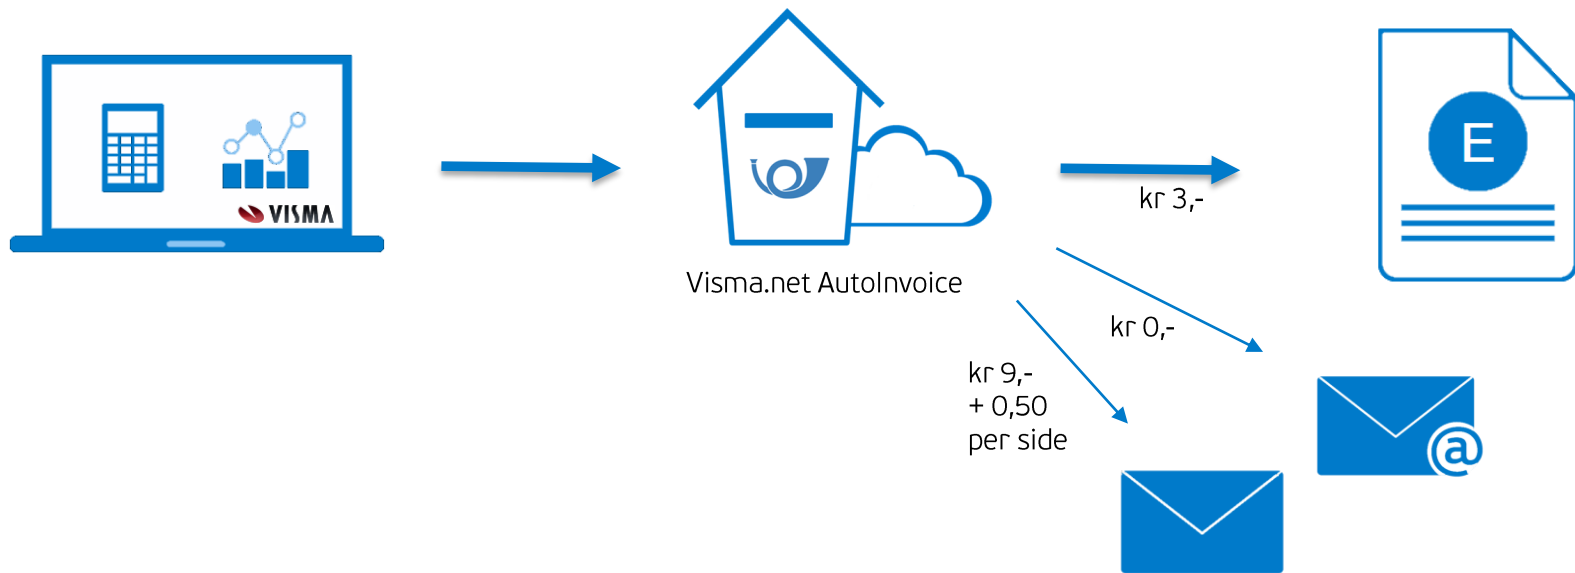 VISMA
Visma.net AutoInvoice
E
kr 3,-
kr 0,-
kr 9,-
+ 0,50
per side
@